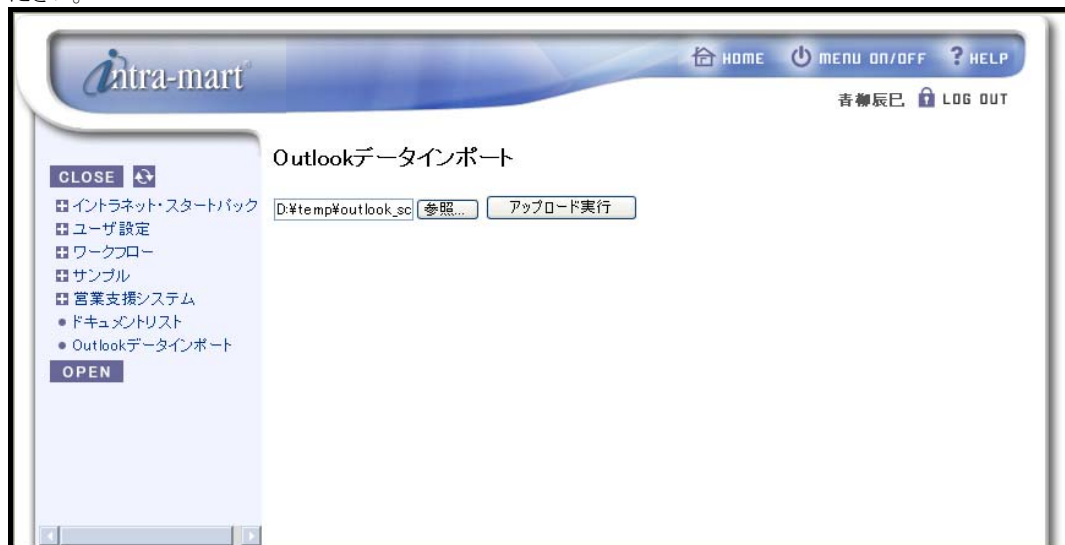 ださい。
intra-mart®
HOME MENU ON/OFF ? HELP
青柳辰巳 LOG OUT
Outlookデータインポート
CLOSE
D:¥temp¥outlook_sc 参照... アップロード実行
イントラネット・スタートパック
ユーザ設定
ワークフロー
サンプル
営業支援システム
ドキュメントリスト
Outlookデータインポート
OPEN